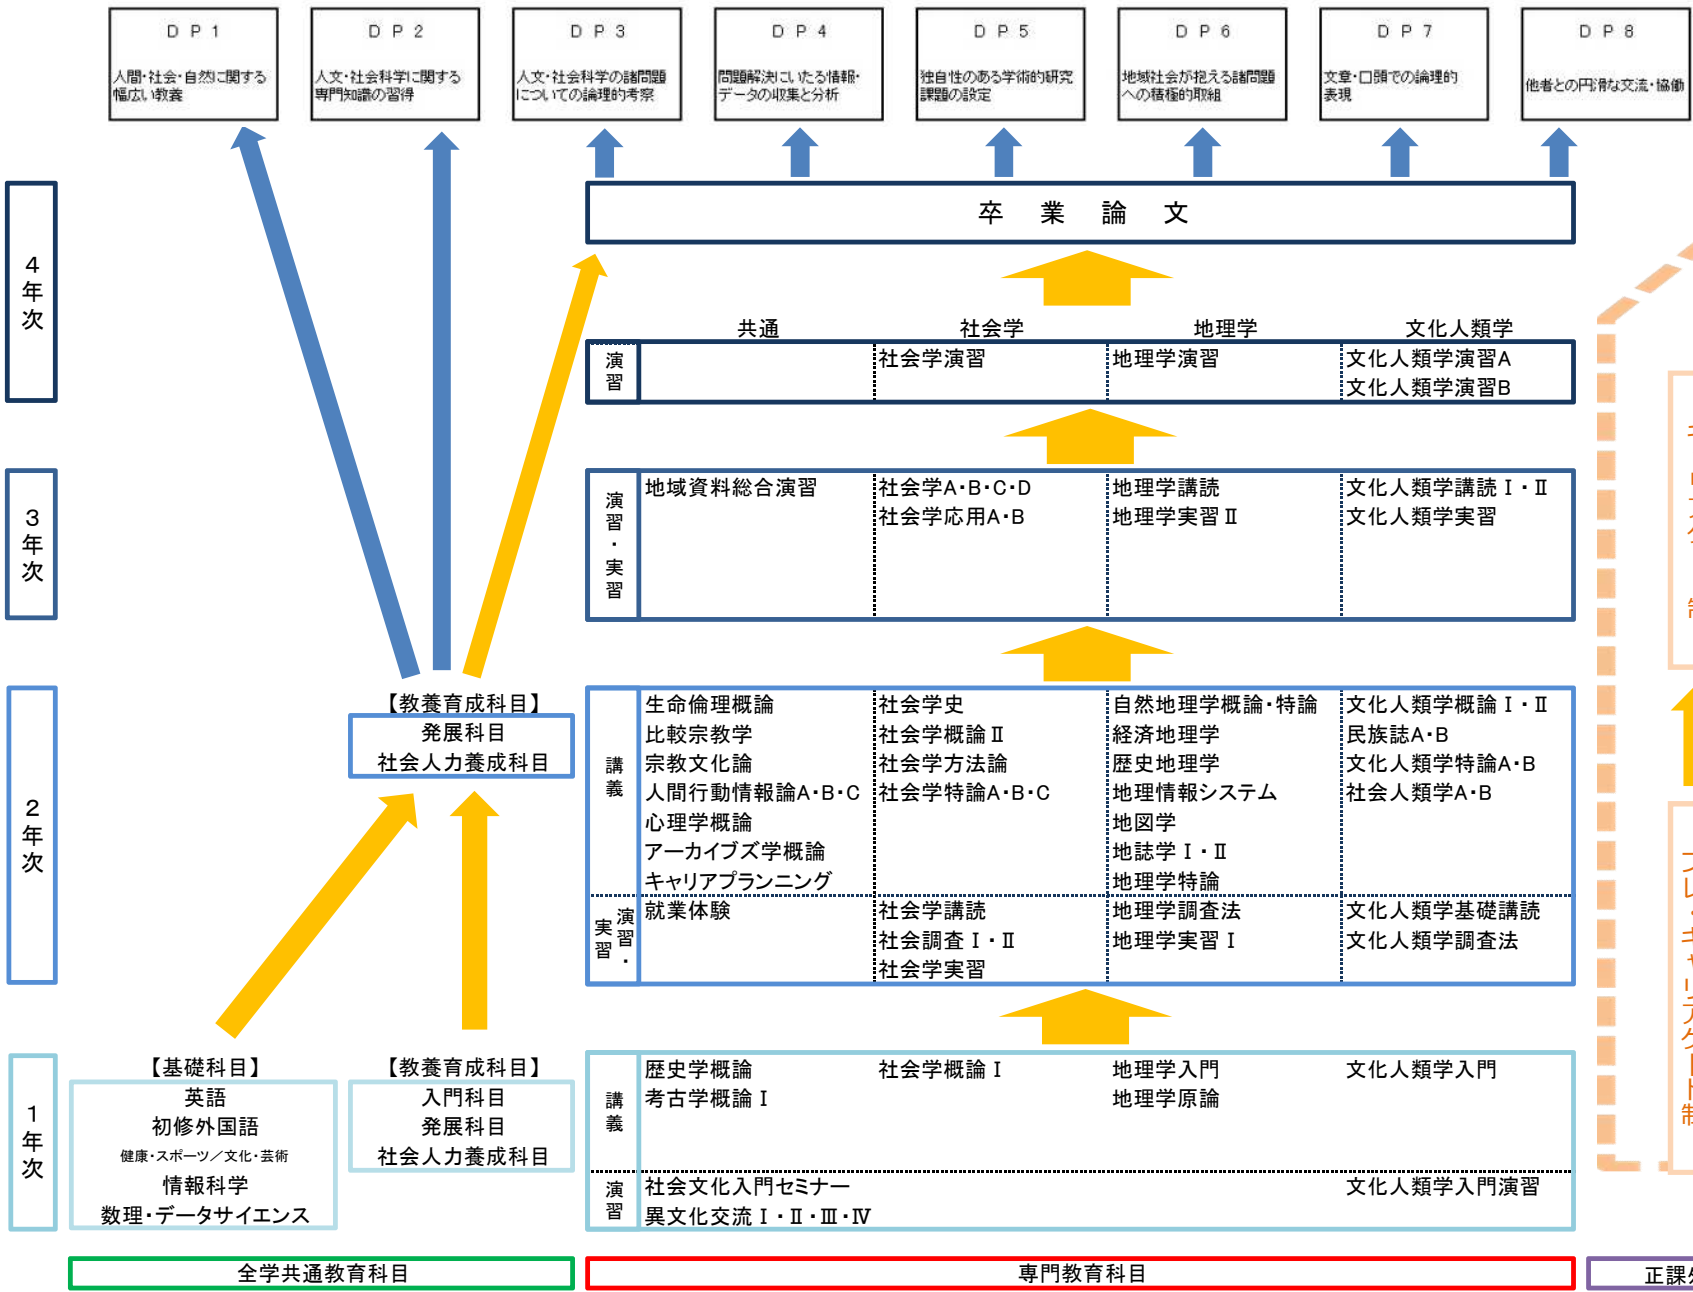 DP1
人間・社会・自然に関する
幅広い教養
DP2
人文・社会科学に関する
専門知識の習得
DP3
人文・社会科学の諸問題
についての論理的考察
DP4
問題解決にいたる情報・
データの収集と分析
DP5
独自性のある学術的研究
課題の設定
DP6
地域社会が抱える諸問題
への積極的取組
DP7
文章・口頭での論理的
表現
DP8
他者との円滑な交流・協働
4年次
卒業論文
共通
社会学
地理学
文化人類学
演習
社会学演習
地理学演習
文化人類学演習A
文化人類学演習B
3年次
演習・実習
地域資料総合演習
社会学A・B・C・D
社会学応用A・B
地理学講読
地理学実習Ⅱ
文化人類学講読Ⅰ・Ⅱ
文化人類学実習
2年次
【教養育成科目】
発展科目
社会人力養成科目
講義
生命倫理概論
比較宗教学
宗教文化論
人間行動情報論A・B・C
心理学概論
アーカイブズ学概論
キャリアプランニング
社会学史
社会学概論Ⅱ
社会学方法論
社会学特論A・B・C
自然地理学概論・特論
経済地理学
歴史地理学
地理情報システム
地図学
地誌学Ⅰ・Ⅱ
地理学特論
文化人類学概論Ⅰ・Ⅱ
民族誌A・B
文化人類学特論A・B
社会人類学A・B
演習・
実習
就業体験
社会学講読
社会調査Ⅰ・Ⅱ
社会学実習
地理学調査法
地理学実習Ⅰ
文化人類学基礎講読
文化人類学調査法
1年次
【基礎科目】
英語
初修外国語
健康・スポーツ／文化・芸術
情報科学
数理・データサイエンス
【教養育成科目】
入門科目
発展科目
社会人力養成科目
講義
歴史学概論
考古学概論Ⅰ
社会学概論Ⅰ
地理学入門
地理学原論
文化人類学入門
演習
社会文化入門セミナー
異文化交流Ⅰ・Ⅱ・Ⅲ・Ⅳ
文化人類学入門演習
プレ・キャリアゲート制
全学共通教育科目
専門教育科目
正課